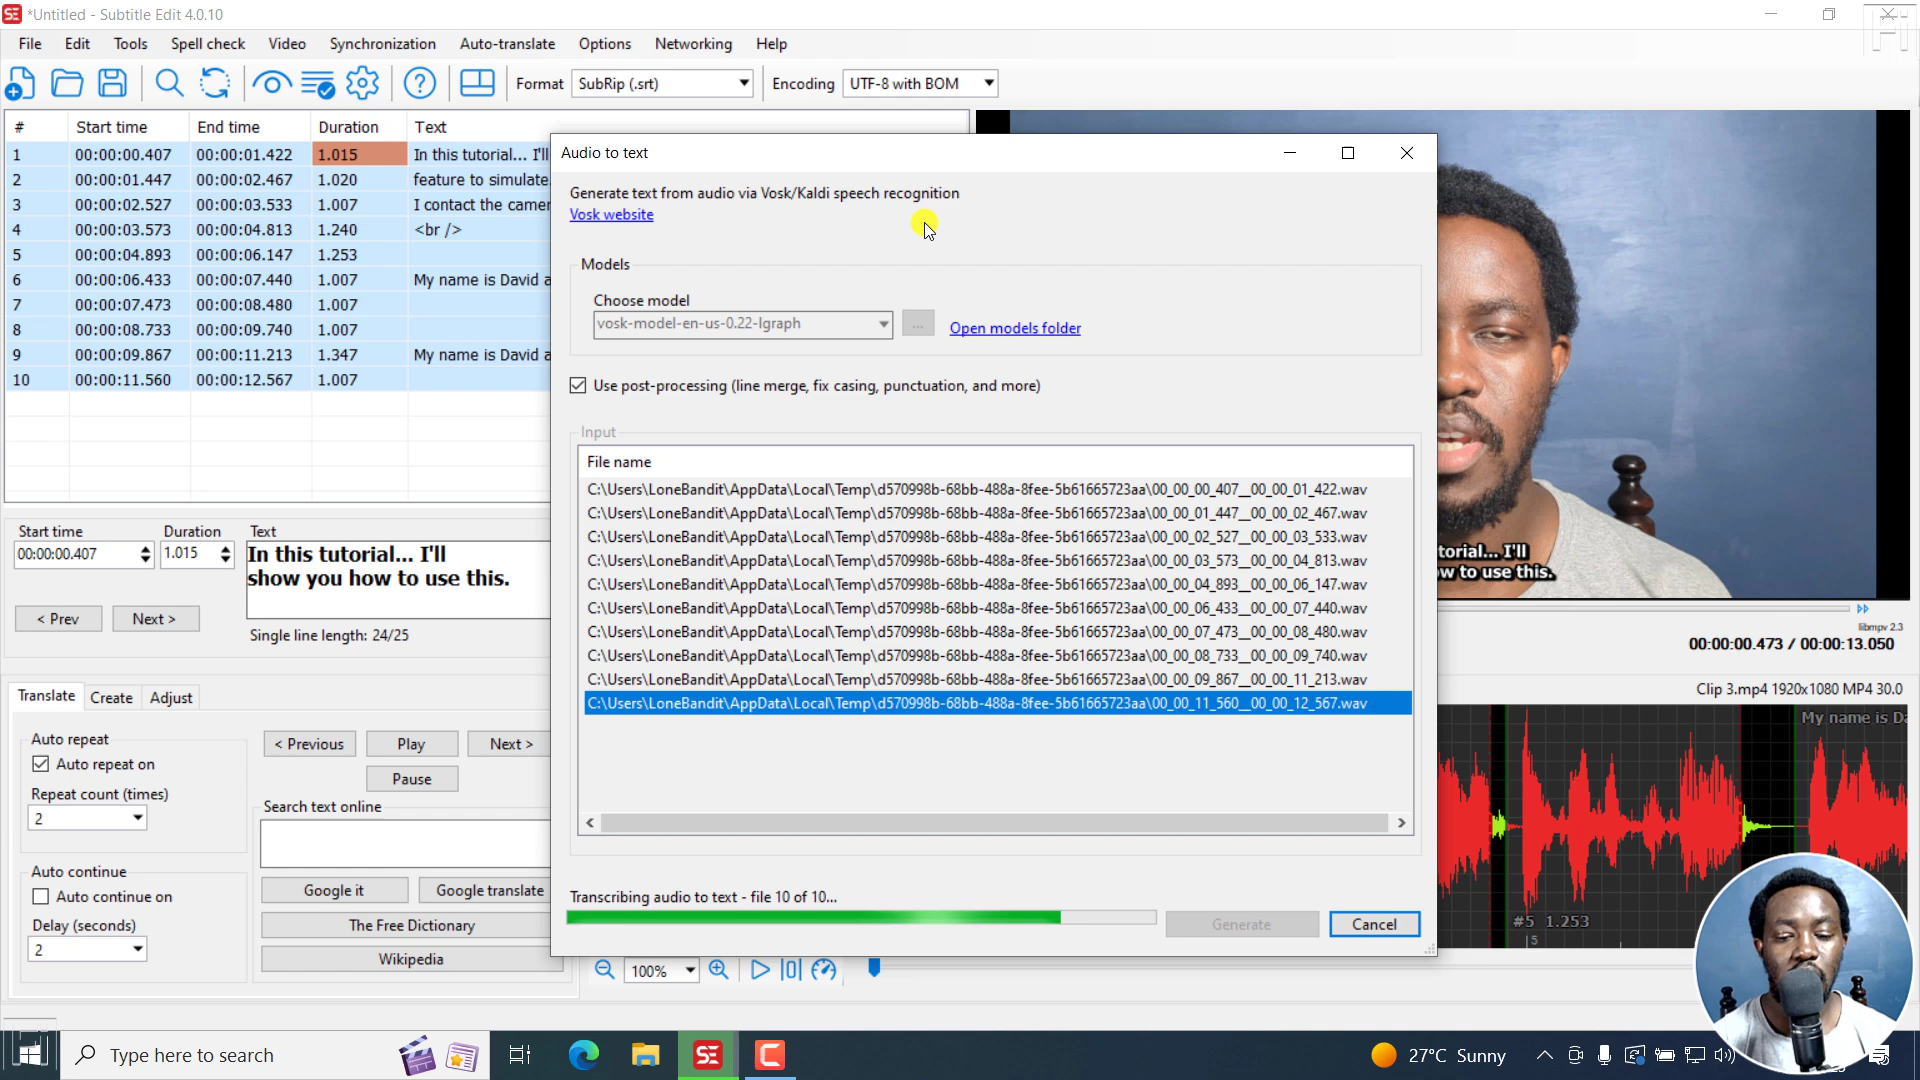 *Untitled - Subtitle Edit 4.0.10
File Edit Tools Spell check Video Synchronization Auto-translate Options Networking Help
Format SubRip (.srt) Encoding UTF-8 with BOM
# Start time End time Duration Text
1 00:00:00.407 00:00:01.422 1.015 In this tutorial... I'll
2 00:00:01.447 00:00:02.467 1.020 feature to simulate
3 00:00:02.527 00:00:03.533 1.007 I contact the camer
4 00:00:03.573 00:00:04.813 1.240 <br />
5 00:00:04.893 00:00:06.147 1.253
6 00:00:06.433 00:00:07.440 1.007 My name is David a
7 00:00:07.473 00:00:08.480 1.007
8 00:00:08.733 00:00:09.740 1.007
9 00:00:09.867 00:00:11.213 1.347 My name is David a
10 00:00:11.560 00:00:12.567 1.007
Start time Duration Text
00:00:00.407 1.015 In this tutorial... I'll
show you how to use this.
< Prev Next >
Single line length: 24/25
Translate Create Adjust
Auto repeat
Auto repeat on
Repeat count (times)
2
Auto continue
Auto continue on
Delay (seconds)
2
< Previous Play Next >
Pause
Search text online
Google it Google translate
The Free Dictionary
Wikipedia
Audio to text
Generate text from audio via Vosk/Kaldi speech recognition
Vosk website
Models
Choose model
vosk-model-en-us-0.22-lgraph ... Open models folder
Use post-processing (line merge, fix casing, punctuation, and more)
Input
File name
C:\Users\LoneBandit\AppData\Local\Temp\d570998b-68bb-488a-8fee-5b61665723aa\00_00_00_407__00_00_01_422.wav
C:\Users\LoneBandit\AppData\Local\Temp\d570998b-68bb-488a-8fee-5b61665723aa\00_00_01_447__00_00_02_467.wav
C:\Users\LoneBandit\AppData\Local\Temp\d570998b-68bb-488a-8fee-5b61665723aa\00_00_02_527__00_00_03_533.wav
C:\Users\LoneBandit\AppData\Local\Temp\d570998b-68bb-488a-8fee-5b61665723aa\00_00_03_573__00_00_04_813.wav
C:\Users\LoneBandit\AppData\Local\Temp\d570998b-68bb-488a-8fee-5b61665723aa\00_00_04_893__00_00_06_147.wav
C:\Users\LoneBandit\AppData\Local\Temp\d570998b-68bb-488a-8fee-5b61665723aa\00_00_06_433__00_00_07_440.wav
C:\Users\LoneBandit\AppData\Local\Temp\d570998b-68bb-488a-8fee-5b61665723aa\00_00_07_473__00_00_08_480.wav
C:\Users\LoneBandit\AppData\Local\Temp\d570998b-68bb-488a-8fee-5b61665723aa\00_00_08_733__00_00_09_740.wav
C:\Users\LoneBandit\AppData\Local\Temp\d570998b-68bb-488a-8fee-5b61665723aa\00_00_09_867__00_00_11_213.wav
C:\Users\LoneBandit\AppData\Local\Temp\d570998b-68bb-488a-8fee-5b61665723aa\00_00_11_560__00_00_12_567.wav
Transcribing audio to text - file 10 of 10...
Generate Cancel
torial... I'll
w to use this.
libmpv 2.3
00:00:00.473 / 00:00:13.050
Clip 3.mp4 1920x1080 MP4 30.0
My name is Da
#5 1.253
5
100%
SE Type here to search
27°C Sunny